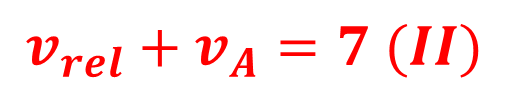 v_rel + v_A = 7 (II)